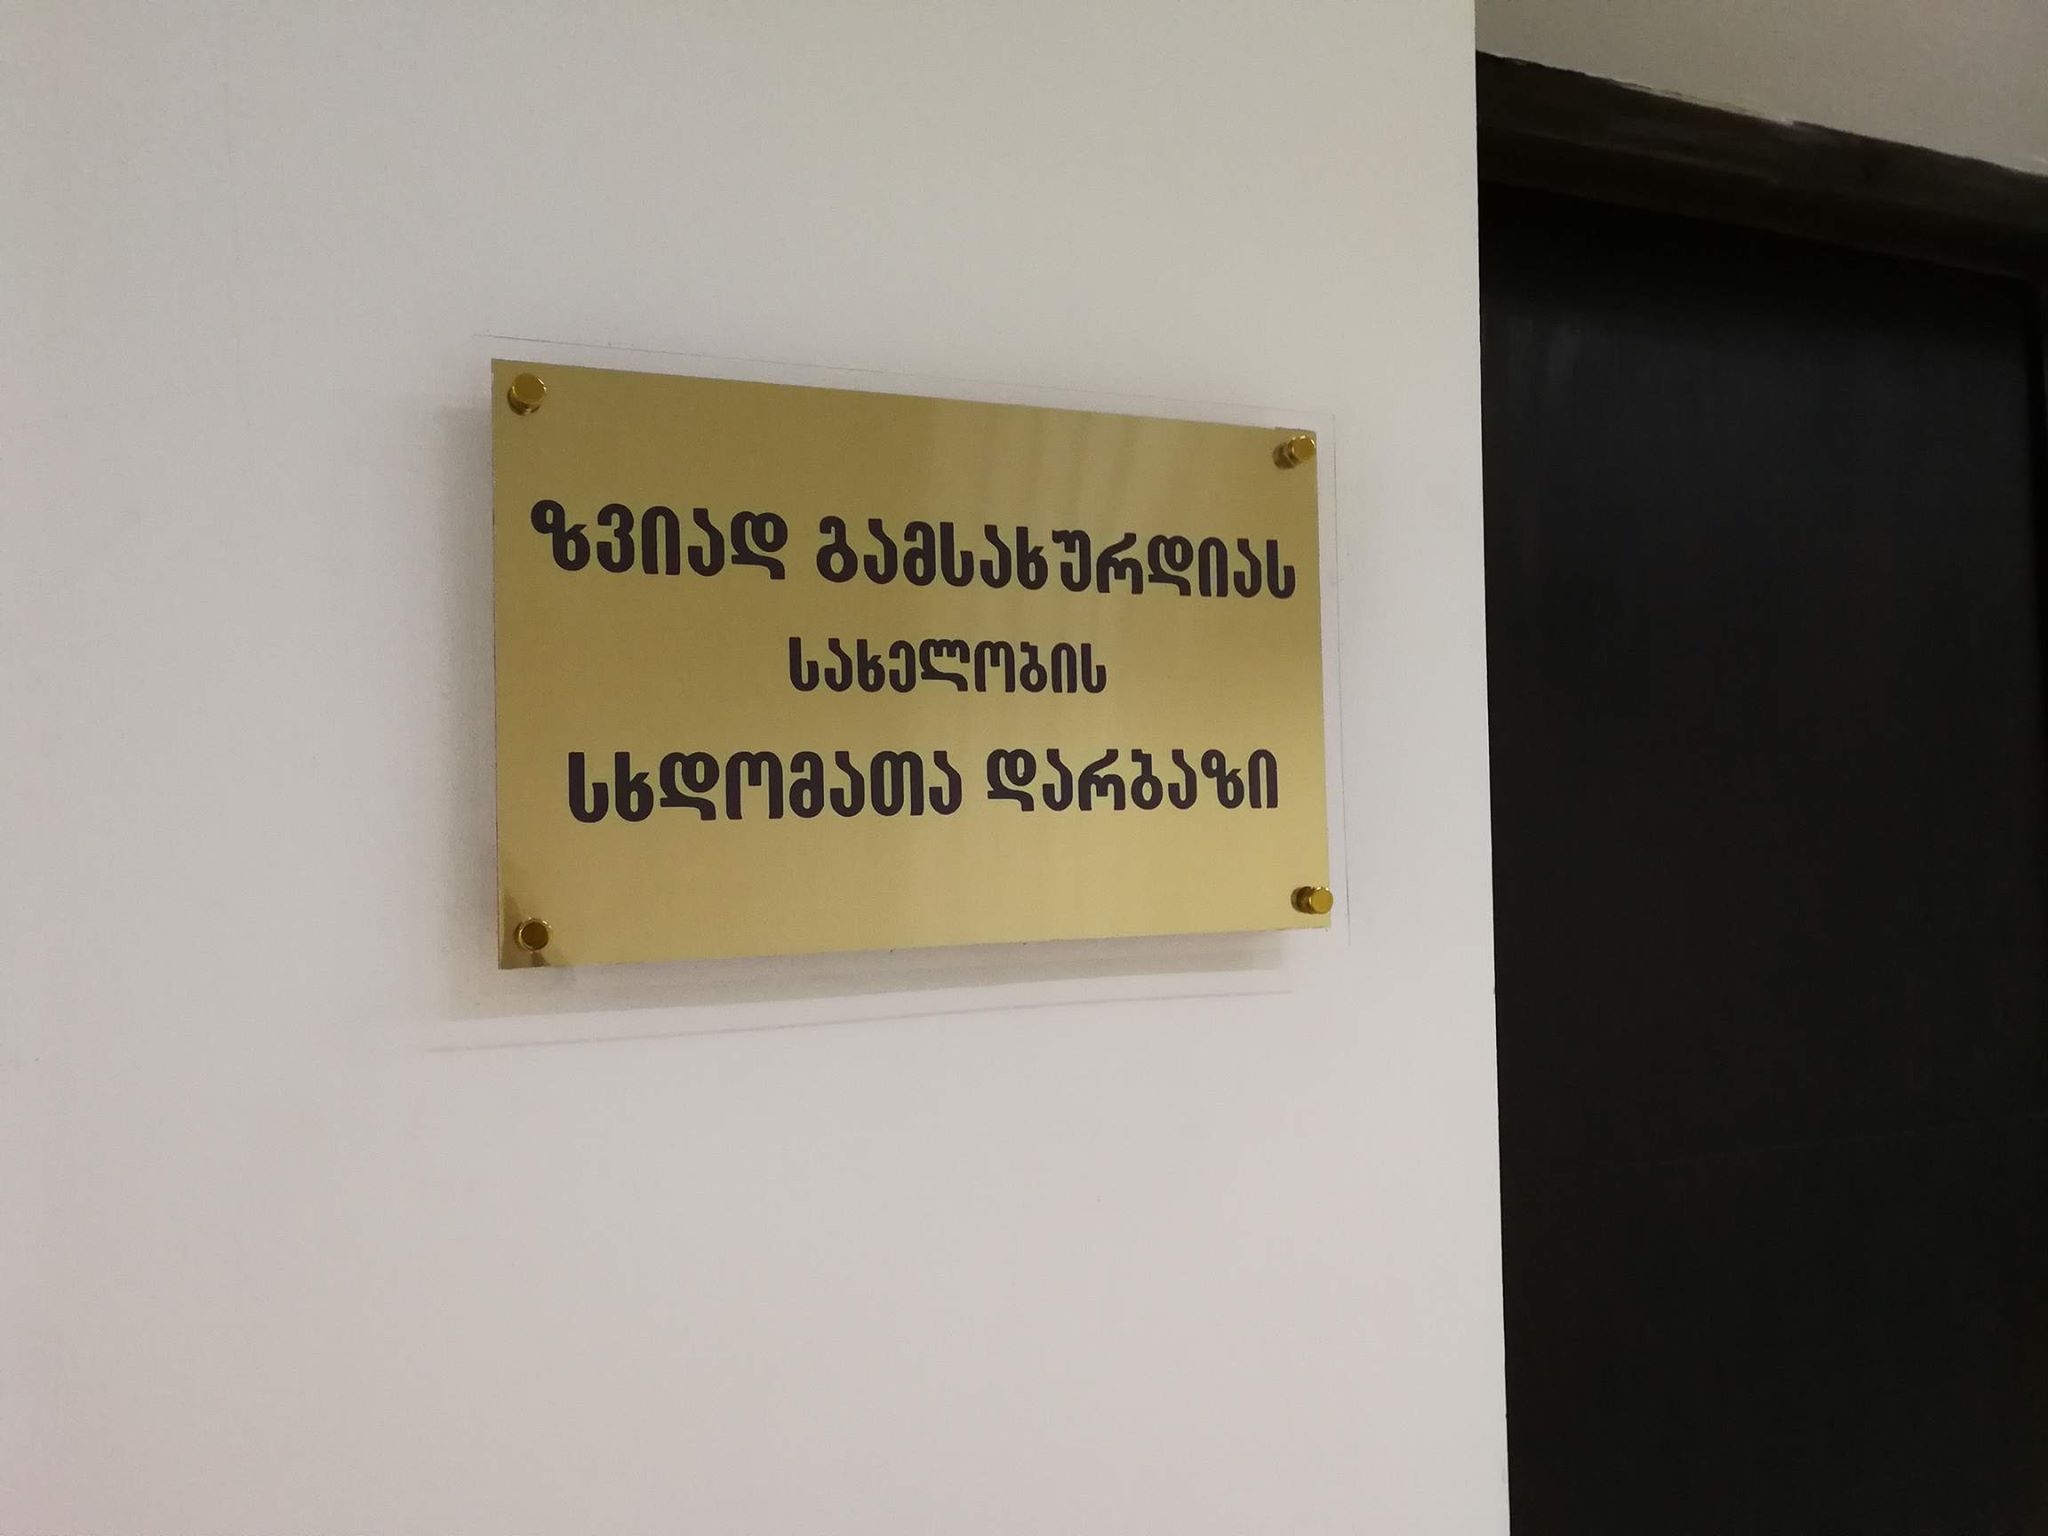 ზვიად გამსახურდიას
სახელობის
სხდომათა დარბაზი